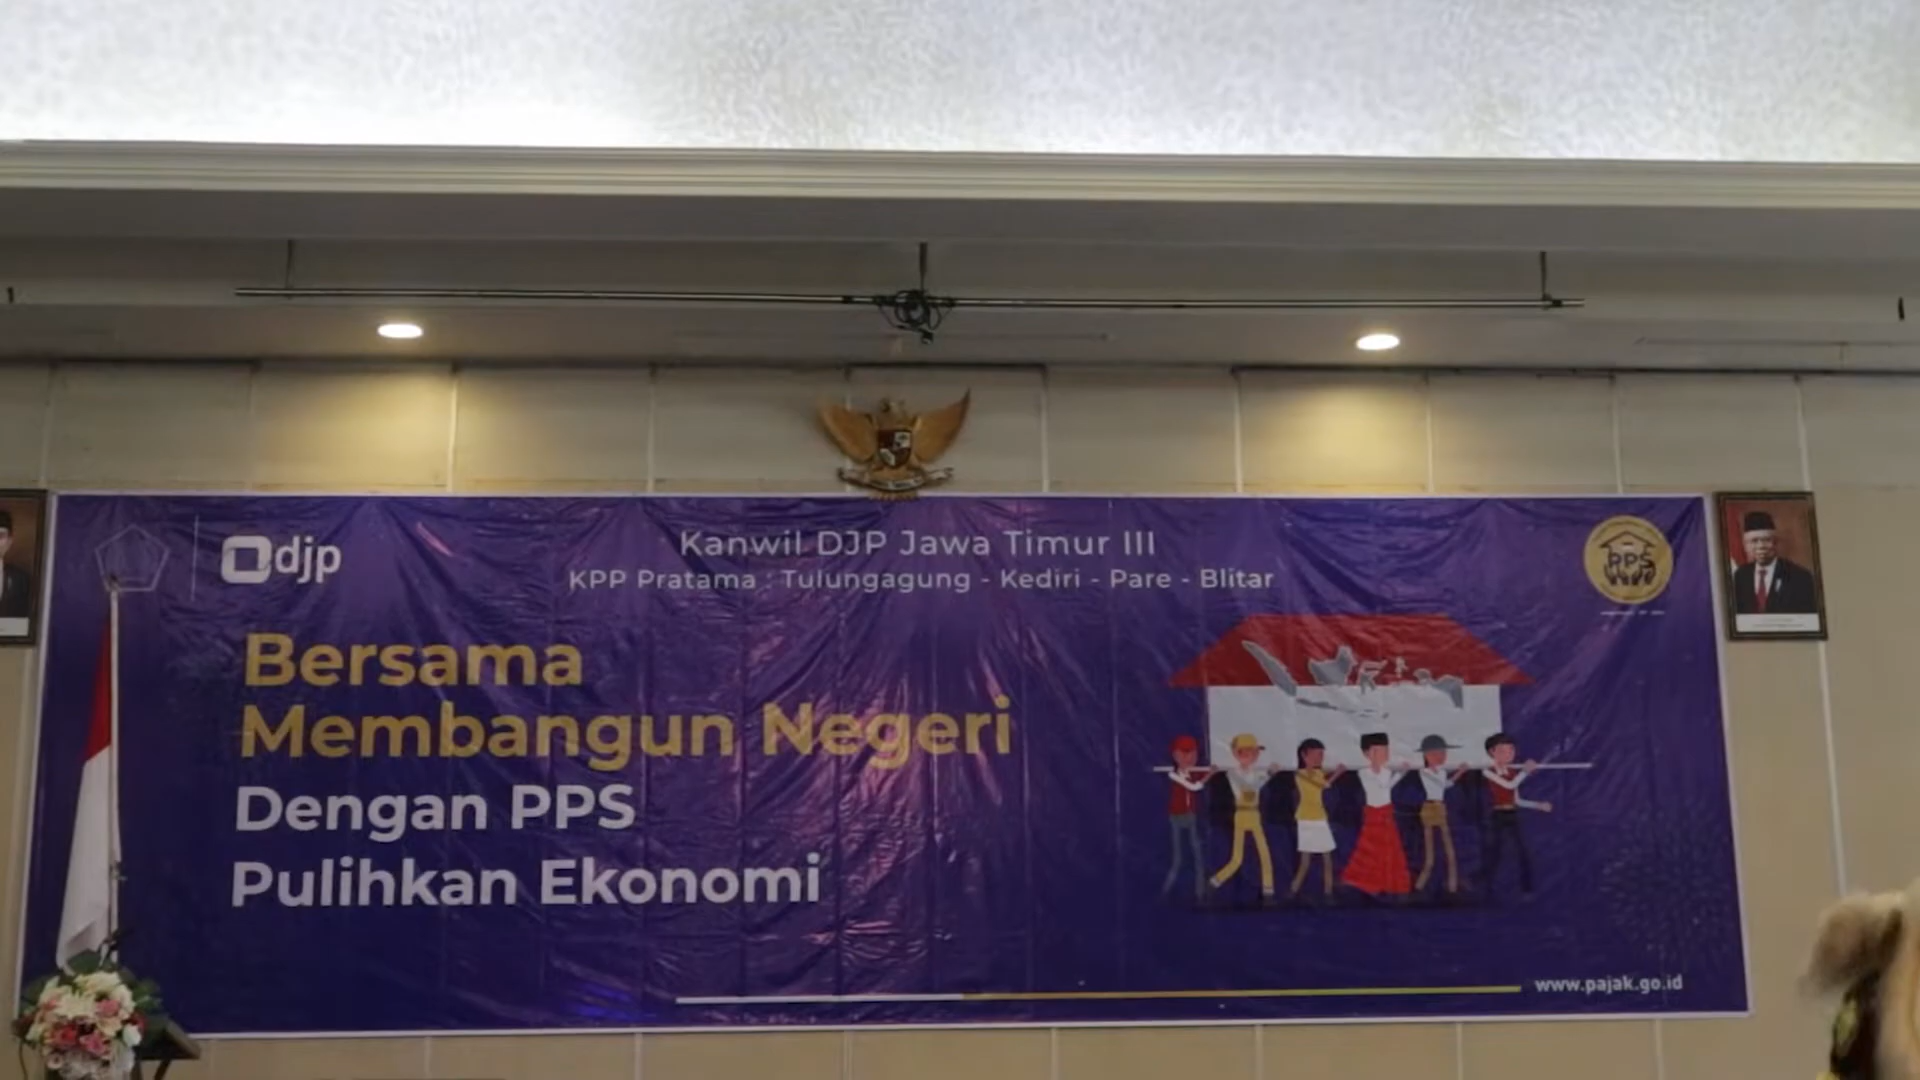 djp
Kanwil DJP Jawa Timur III
KPP Pratama : Tulungagung - Kediri - Pare - Blitar
PPS
Bersama
Membangun Negeri
Dengan PPS
Pulihkan Ekonomi
www.pajak.go.id